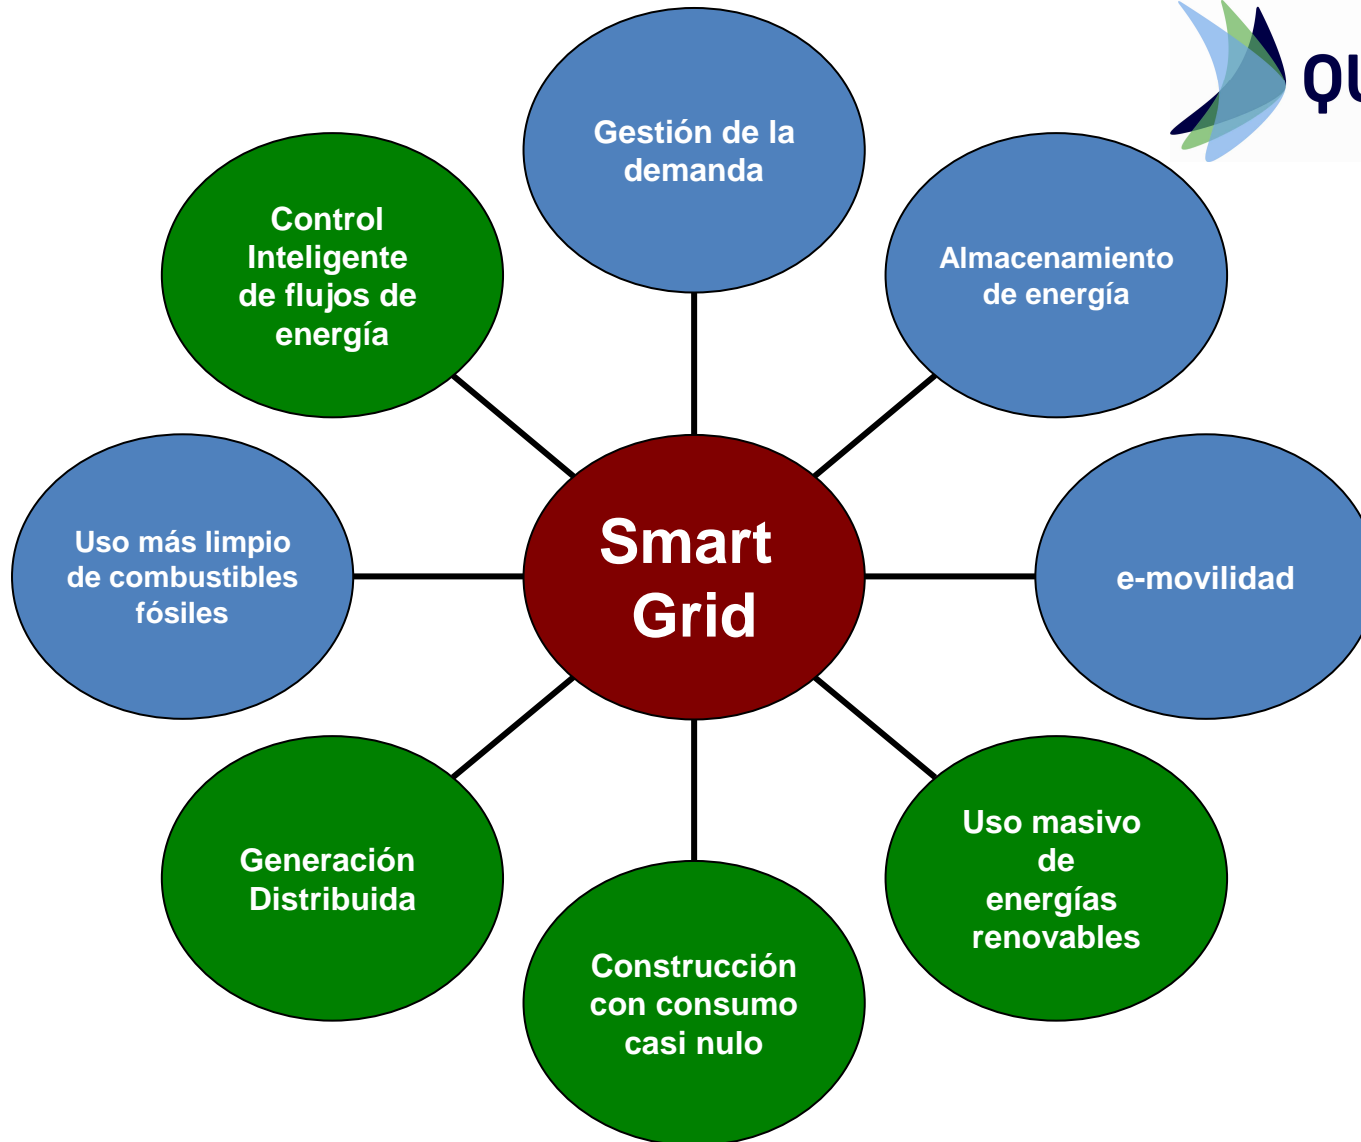 QU
Gestión de la
demanda
Control
Inteligente
de flujos de
energía
Almacenamiento
de energía
Uso más limpio
de combustibles
fósiles
Smart
Grid
e-movilidad
Generación
Distribuida
Uso masivo
de
energías
renovables
Construcción
con consumo
casi nulo